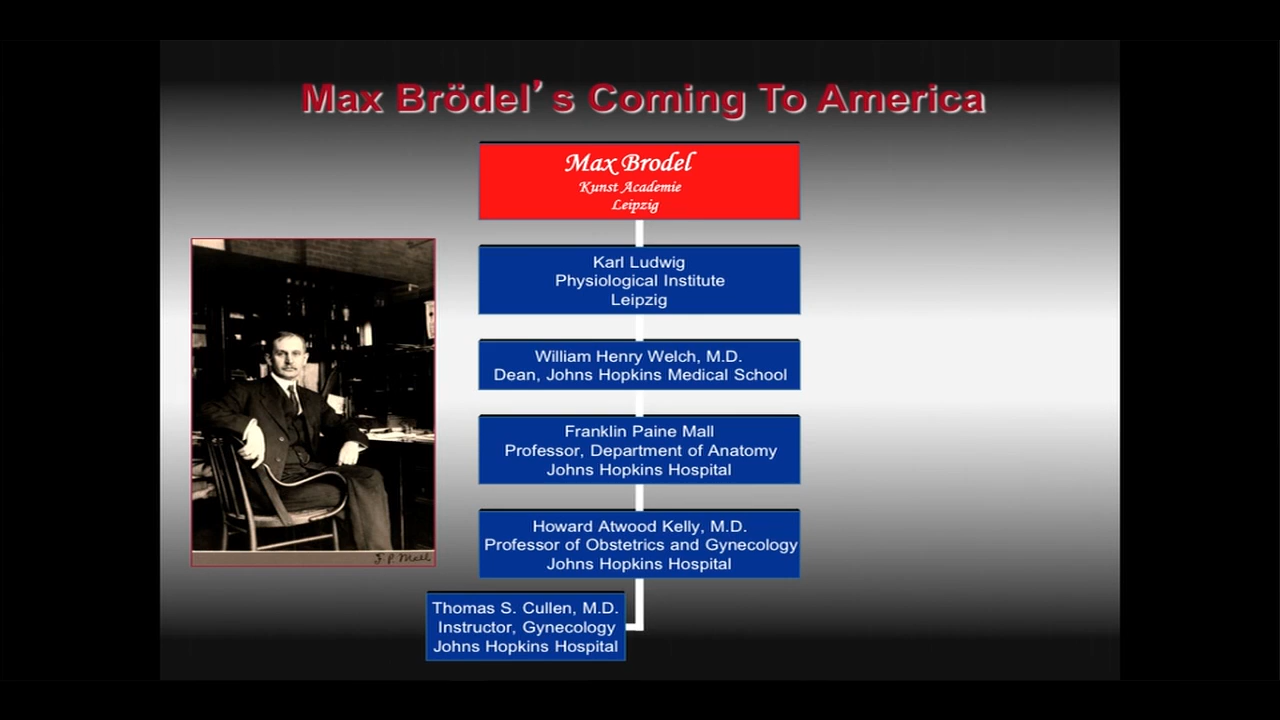 Max Brödel’s Coming To America
Max Brodel
Kunst Academie
Leipzig
Karl Ludwig
Physiological Institute
Leipzig
William Henry Welch, M.D.
Dean, Johns Hopkins Medical School
Franklin Paine Mall
Professor, Department of Anatomy
Johns Hopkins Hospital
Howard Atwood Kelly, M.D.
Professor of Obstetrics and Gynecology
Johns Hopkins Hospital
F. P. Mall
Thomas S. Cullen, M.D.
Instructor, Gynecology
Johns Hopkins Hospital